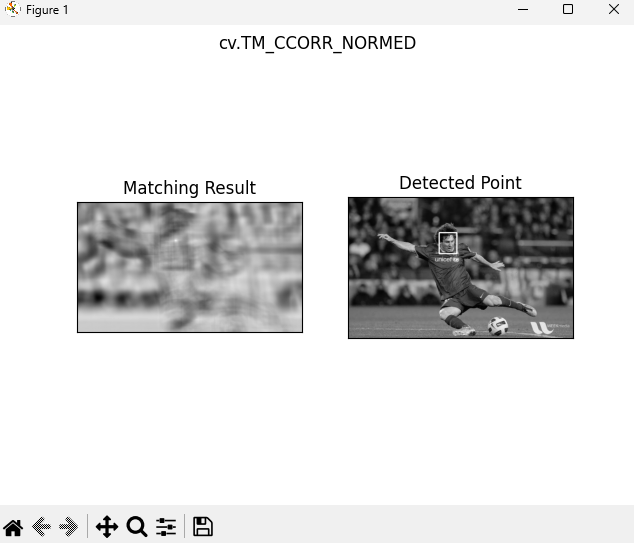 Figure 1
cv.TM_CCORR_NORMED
Matching Result
Detected Point
unicef